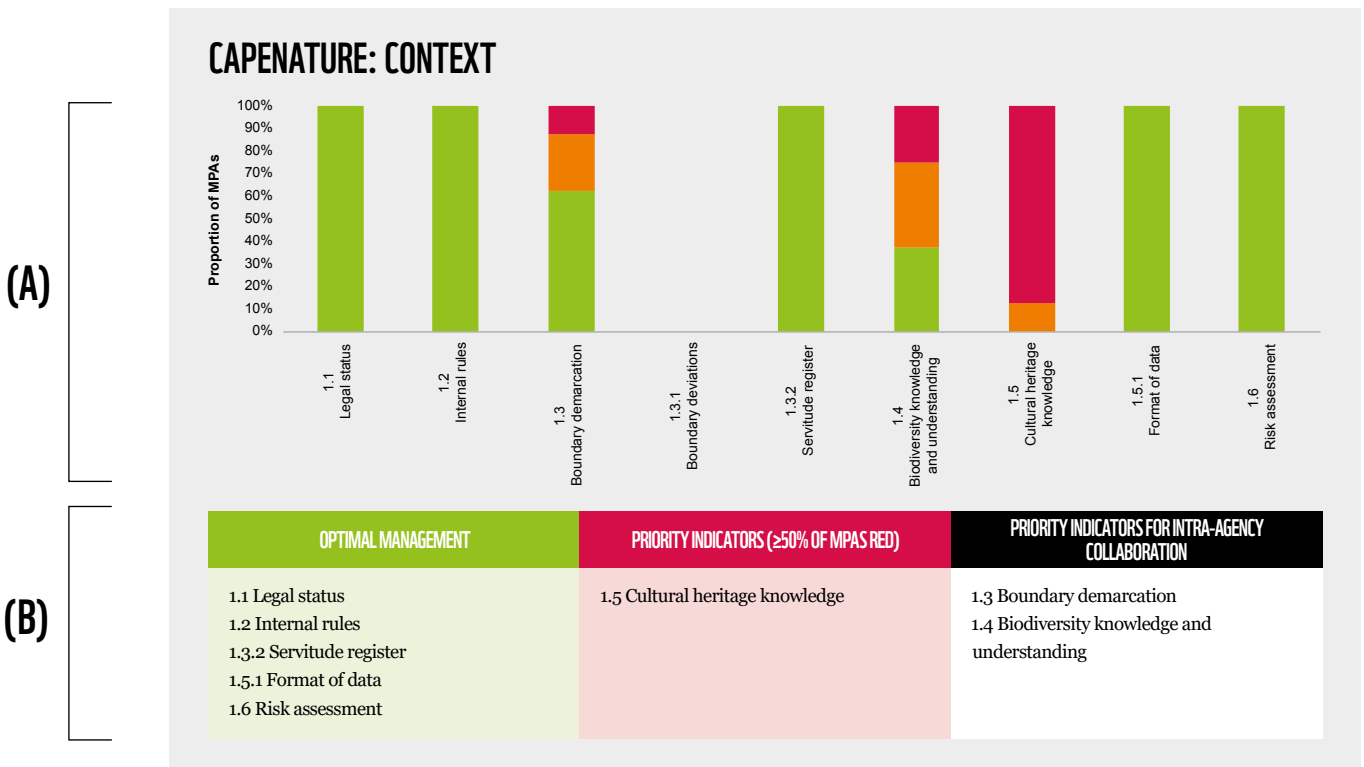 CAPENATURE: CONTEXT
(A)
Proportion of MPAs
100%
90%
80%
70%
60%
50%
40%
30%
20%
10%
0%
1.1
Legal status
1.2
Internal rules
1.3
Boundary demarcation
1.3.1
Boundary deviations
1.3.2
Servitude register
1.4
Biodiversity knowledge
and understanding
1.5
Cultural heritage
knowledge
1.5.1
Format of data
1.6
Risk assessment
(B)
OPTIMAL MANAGEMENT
1.1 Legal status
1.2 Internal rules
1.3.2 Servitude register
1.5.1 Format of data
1.6 Risk assessment
PRIORITY INDICATORS (≥50% OF MPAS RED)
1.5 Cultural heritage knowledge
PRIORITY INDICATORS FOR INTRA-AGENCY
COLLABORATION
1.3 Boundary demarcation
1.4 Biodiversity knowledge and
understanding